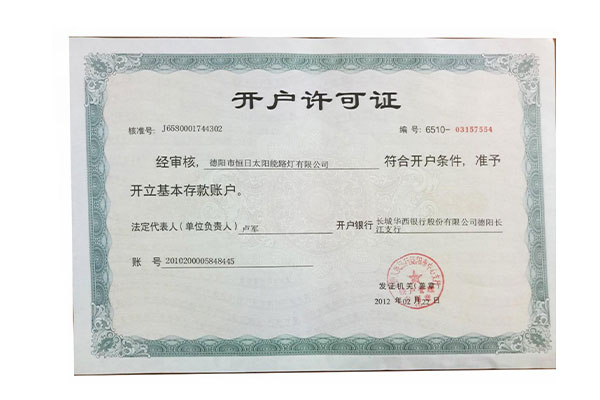 开户许可证
核准号: J6580001744302 编号: 6510-03157554
经审核, 德阳市恒日太阳能路灯有限公司 符合开户条件, 准予
开立基本存款账户。
法定代表人(单位负责人) 卢军 开户银行 长城华西银行股份有限公司德阳长
江支行
账 号 2010200005848445
发证机关(盖章)
2012 年 02 月 22 日